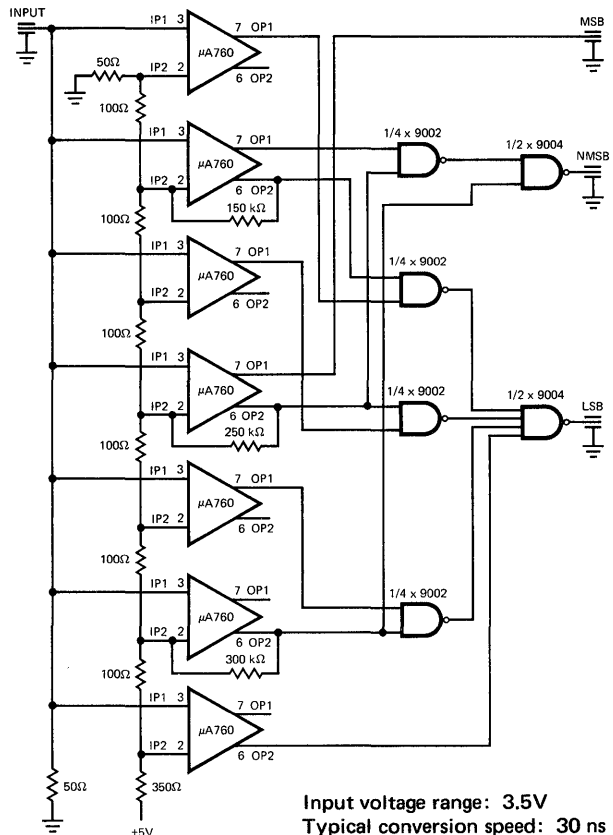 INPUT
IP1 3
7 OP1
μA760
IP2 2
6 OP2
50Ω
100Ω
MSB
IP1 3
7 OP1
μA760
IP2 2
6 OP2
150 kΩ
1/4 x 9002
1/2 x 9004
NMSB
100Ω
IP1 3
7 OP1
μA760
IP2 2
6 OP2
1/4 x 9002
100Ω
IP1 3
7 OP1
μA760
IP2 2
6 OP2
250 kΩ
1/4 x 9002
1/2 x 9004
LSB
100Ω
IP1 3
7 OP1
μA760
IP2 2
6 OP2
100Ω
IP1 3
7 OP1
μA760
IP2 2
6 OP2
300 kΩ
1/4 x 9002
100Ω
IP1 3
7 OP1
μA760
IP2 2
6 OP2
50Ω
350Ω
+5V
Input voltage range: 3.5V
Typical conversion speed: 30 ns